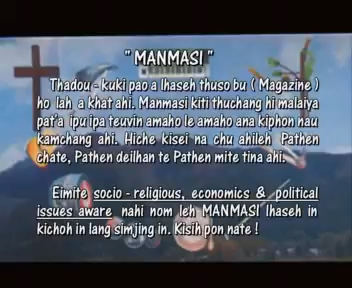 " MANMASI "
Thadou - kuki pao a lhaseh thuso bu ( Magazine )
ho lah a khat ahi. Manmasi kiti thuchang hi malaiya
pat'a ipu ipa teuvin amaho le amaho ana kiphon nau
kamchang ahi. Hiche kisei na chu ahileh Pathen
chate, Pathen deilhan te Pathen mite tina ahi.
Eimite socio - religious, economics & political
issues aware nahi nom leh MANMASI lhaseh in
kichoh in lang simjing in. Kisih pon nate !